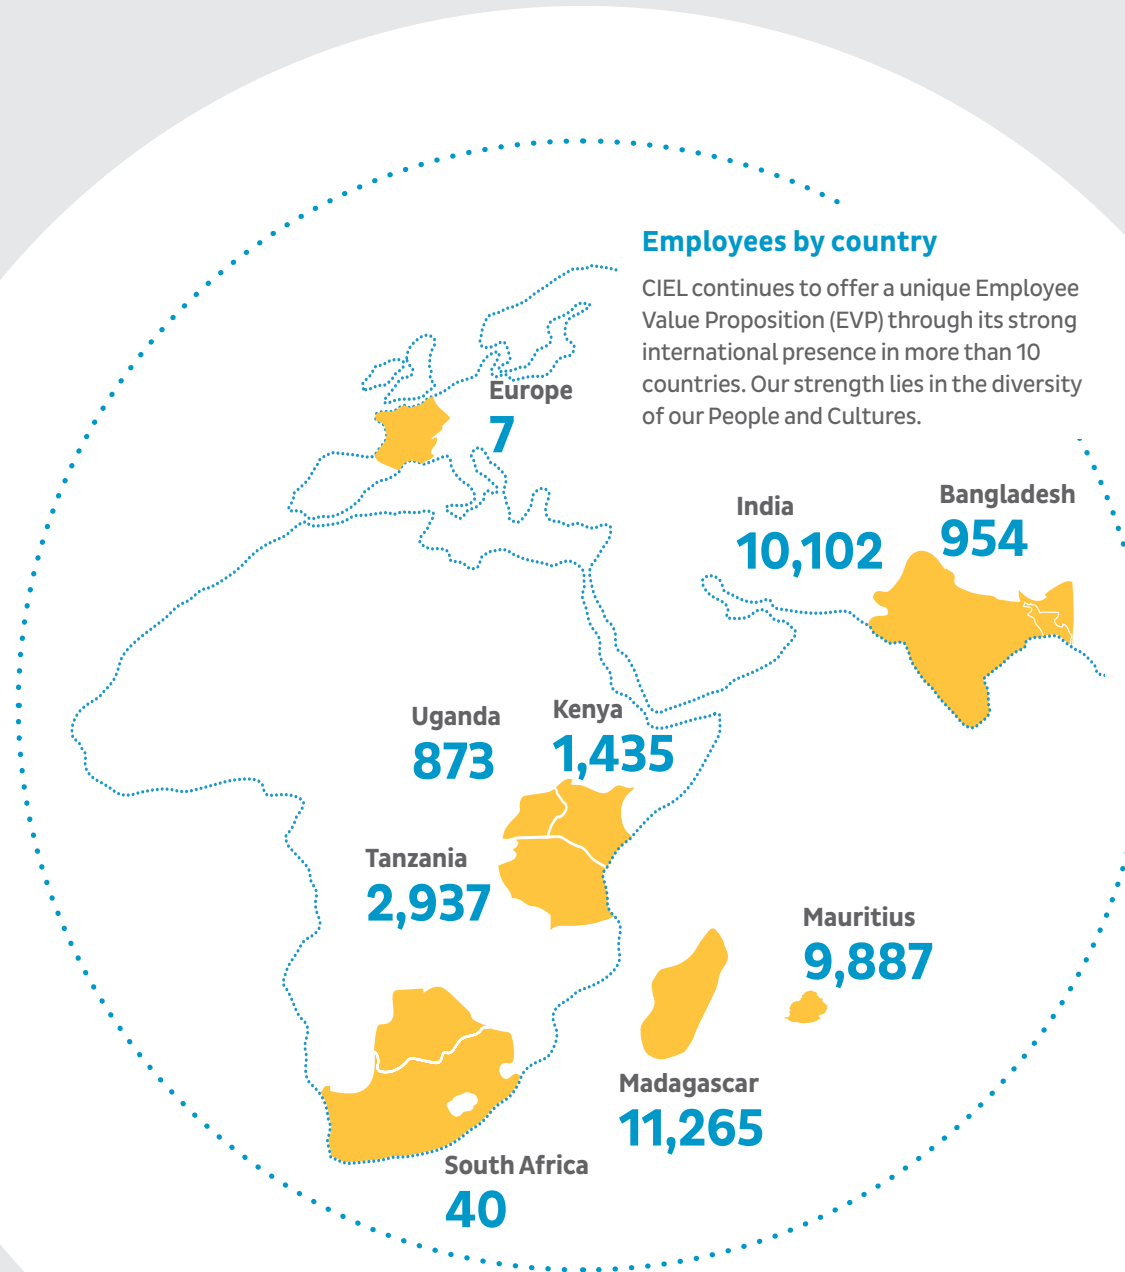 Employees by country
CIEL continues to offer a unique Employee
Value Proposition (EVP) through its strong
international presence in more than 10
countries. Our strength lies in the diversity
of our People and Cultures.
Europe
7
India
10,102
Bangladesh
954
Uganda
873
Kenya
1,435
Tanzania
2,937
Mauritius
9,887
Madagascar
11,265
South Africa
40